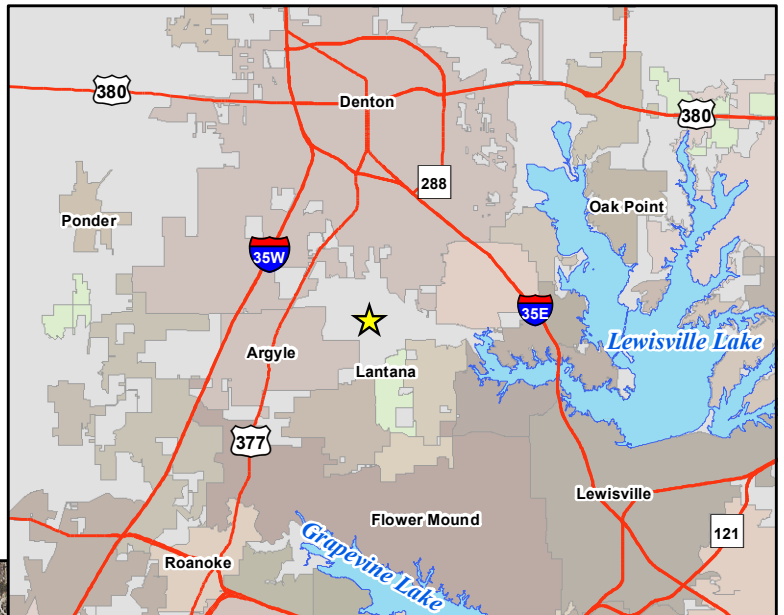 380
Denton
380
288
Ponder
Oak Point
35W
35E
Lewisville Lake
Argyle
Lantana
377
Lewisville
Flower Mound
121
Roanoke
Grapevine Lake